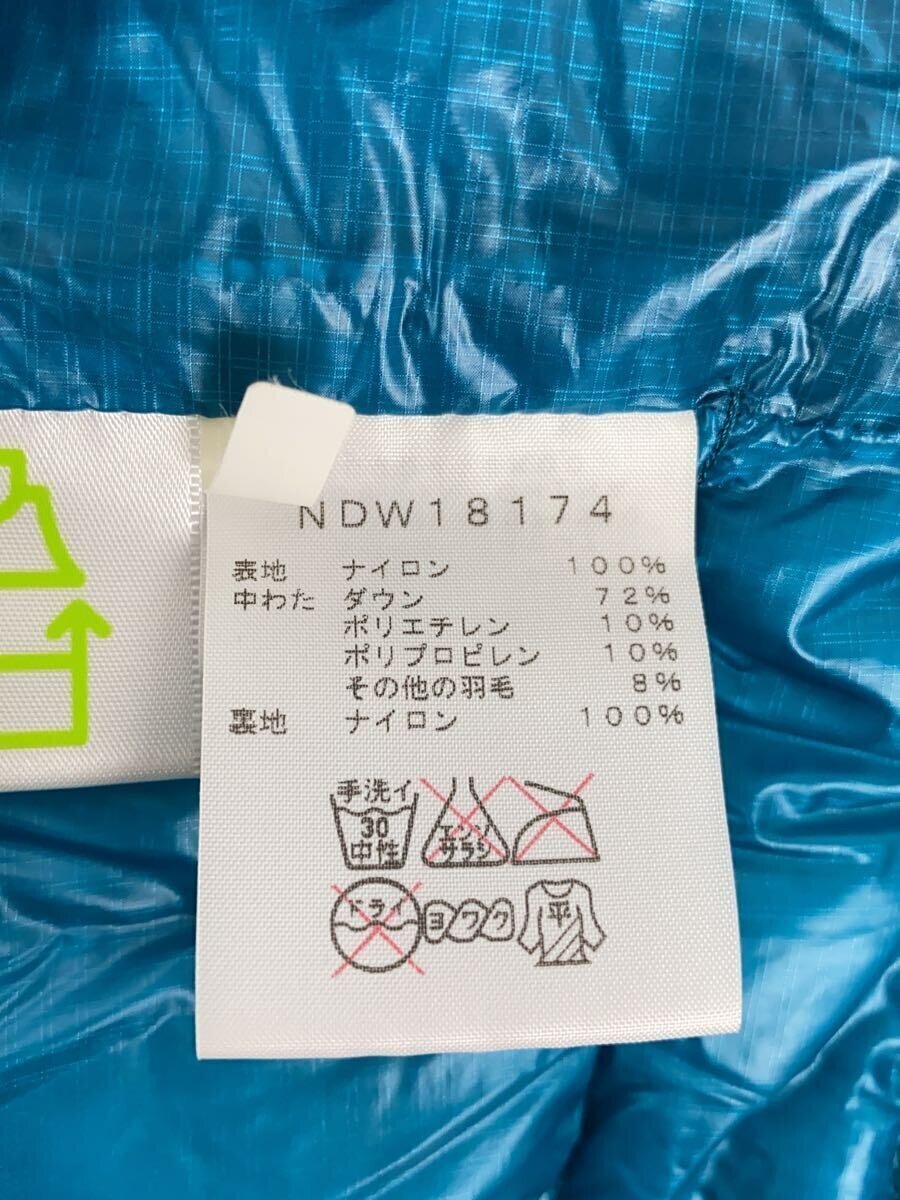 NDW18174
表地 ナイロン 100%
中わた ダウン 72%
ポリエチレン 10%
ポリプロピレン 10%
その他の羽毛 8%
裏地 ナイロン 100%
手洗イ
30
中性
エンソ
サラシ
ドライ
ヨワク
平